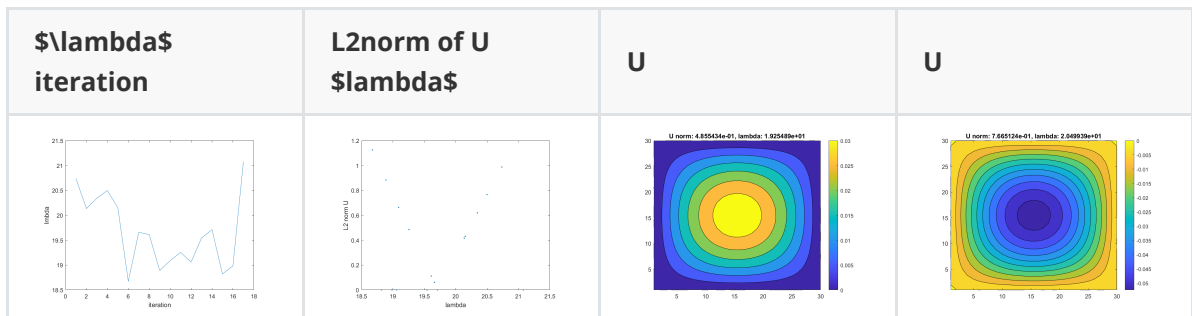 $\lambda$
iteration
L2norm of U
$lambda$
U
U
21.5
21
20.5
20
19.5
19
18.5
0 2 4 6 8 10 12 14 16 18
lmbda
iteration
1.2
1
0.8
0.6
0.4
0.2
0
18.5 19 19.5 20 20.5 21 21.5
L2 norm U
lambda
U norm: 4.855434e-01, lambda: 1.925489e+01
30
25
20
15
10
5
5 10 15 20 25 30
0.03
0.025
0.02
0.015
0.01
0.005
0
U norm: 7.665124e-01, lambda: 2.049939e+01
30
25
20
15
10
5
5 10 15 20 25 30
0
-0.005
-0.01
-0.015
-0.02
-0.025
-0.03
-0.035
-0.04
-0.045
-0.05